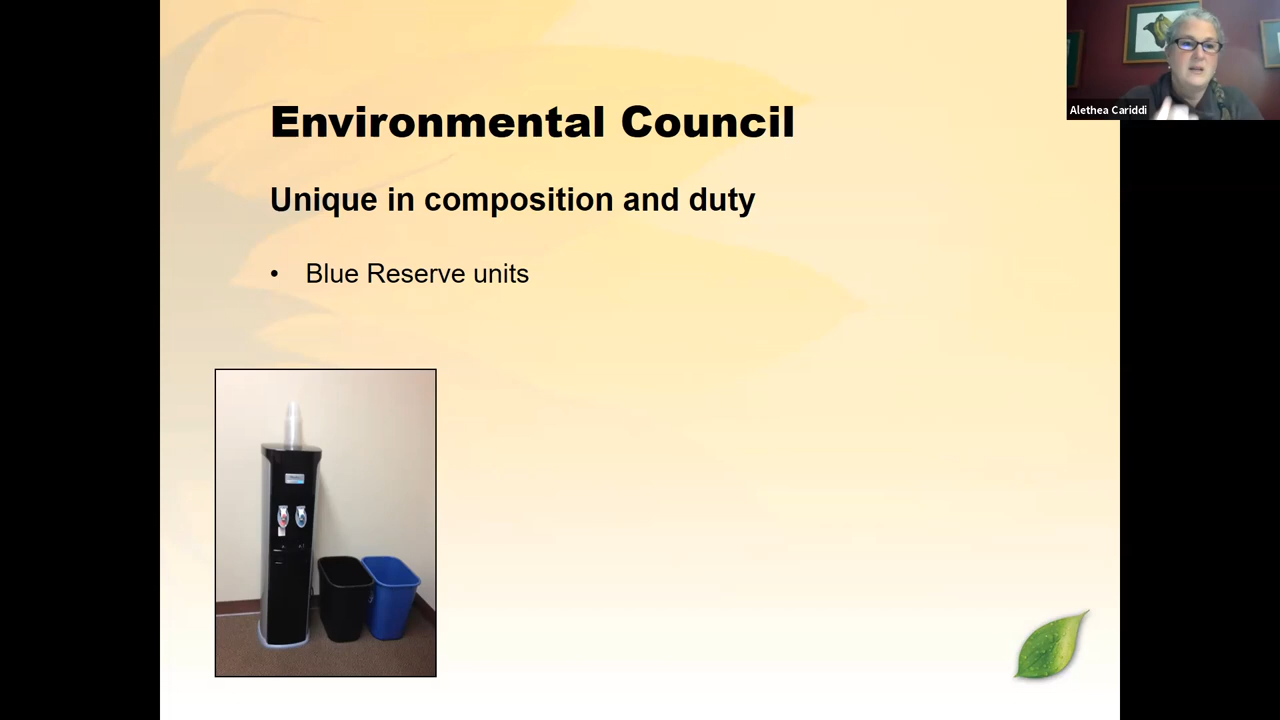 Environmental Council
Alethea Cariddi
Unique in composition and duty
• Blue Reserve units